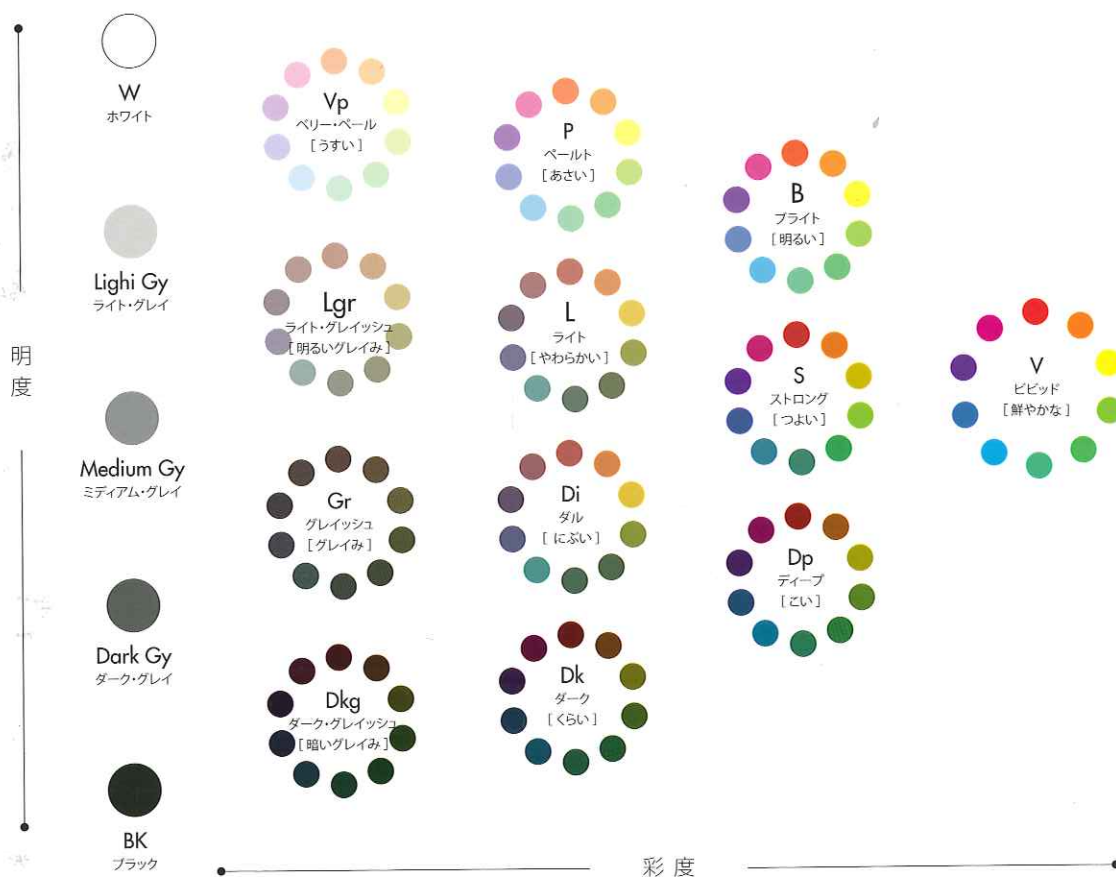 W
ホワイト
Lighi Gy
ライト・グレイ
Medium Gy
ミディアム・グレイ
Dark Gy
ダーク・グレイ
BK
ブラック
明度
Vp
ベリー・ペール
[うすい]
Lgr
ライト・グレイッシュ
[明るいグレイみ]
Gr
グレイッシュ
[グレイみ]
Dkg
ダーク・グレイッシュ
[暗いグレイみ]
P
ペールト
[あさい]
L
ライト
[やわらかい]
Di
ダル
[にぶい]
Dk
ダーク
[くらい]
B
ブライト
[明るい]
S
ストロング
[つよい]
Dp
ディープ
[こい]
V
ビビッド
[鮮やかな]
彩度